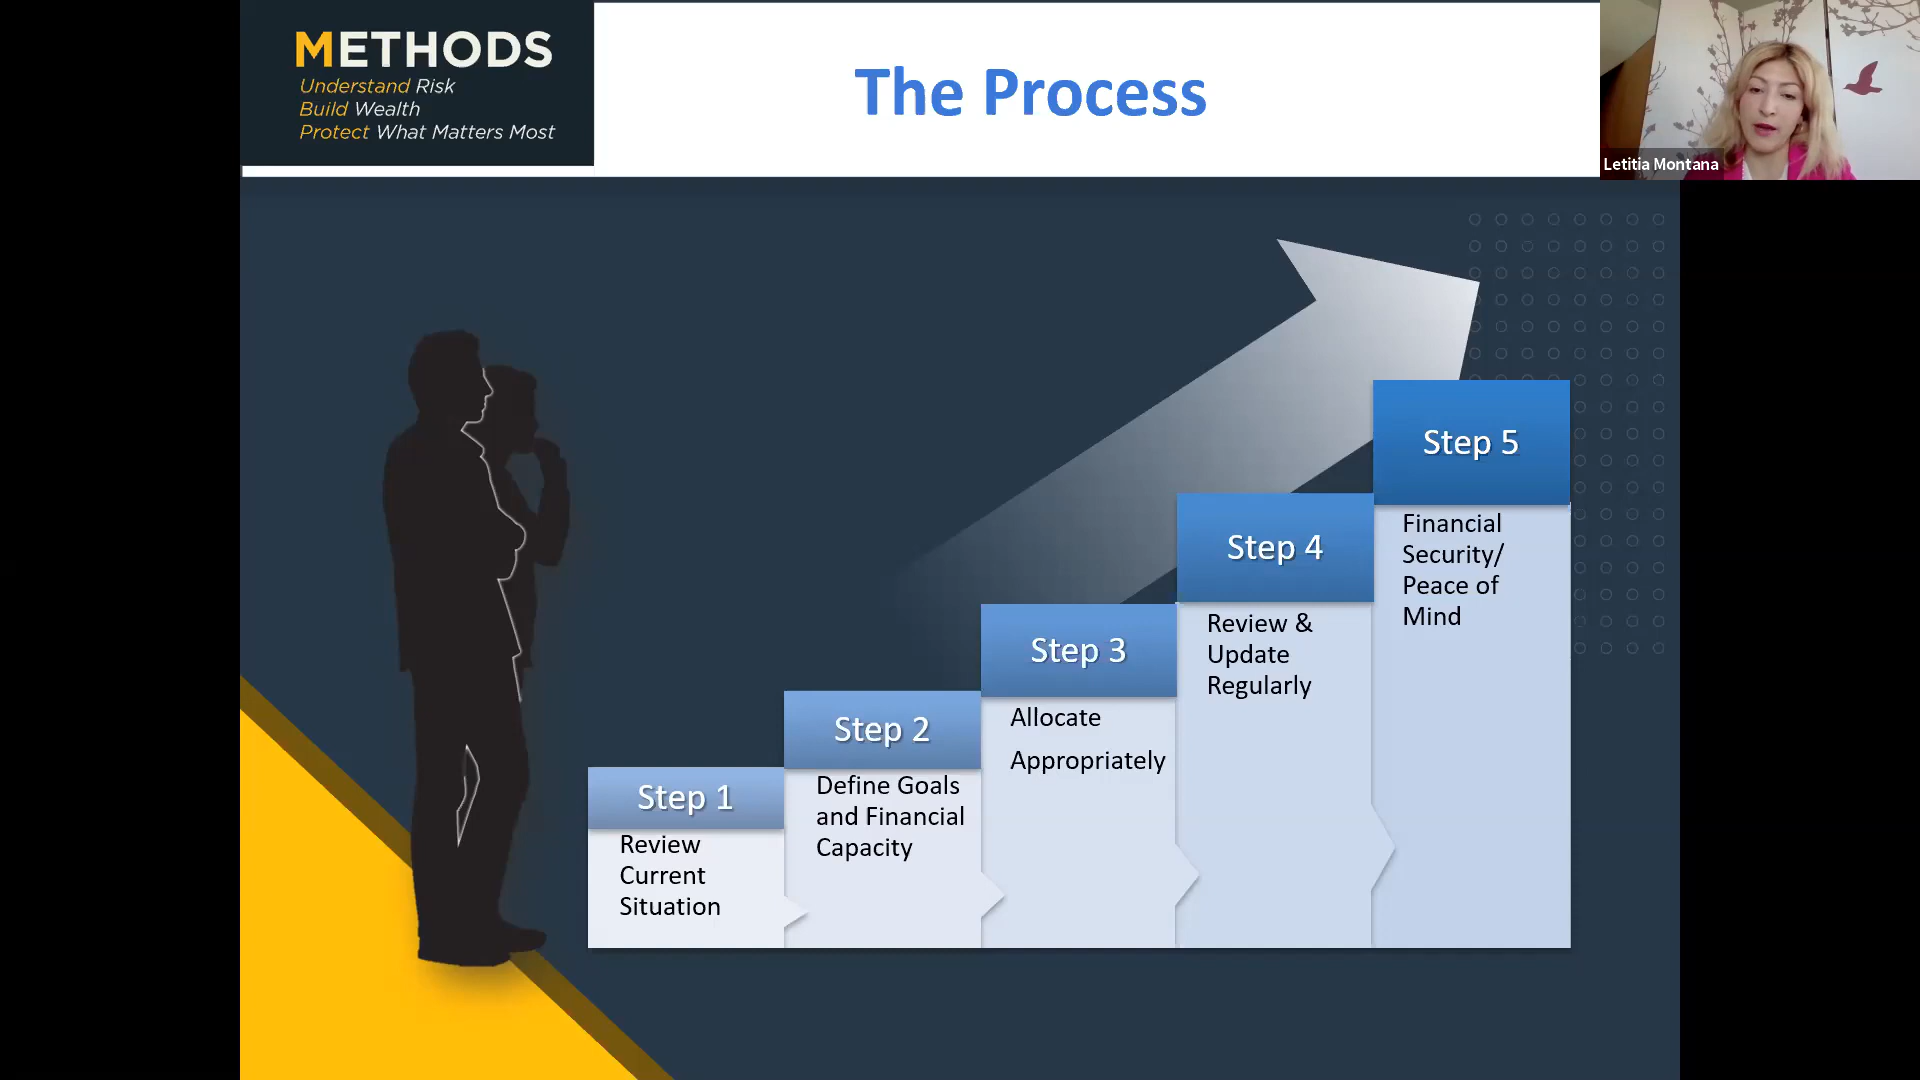 METHODS
Understand Risk
Build Wealth
Protect What Matters Most
The Process
Letitia Montana
Step 1
Review
Current
Situation
Step 2
Define Goals
and Financial
Capacity
Step 3
Allocate
Appropriately
Step 4
Review &
Update
Regularly
Step 5
Financial
Security/
Peace of
Mind